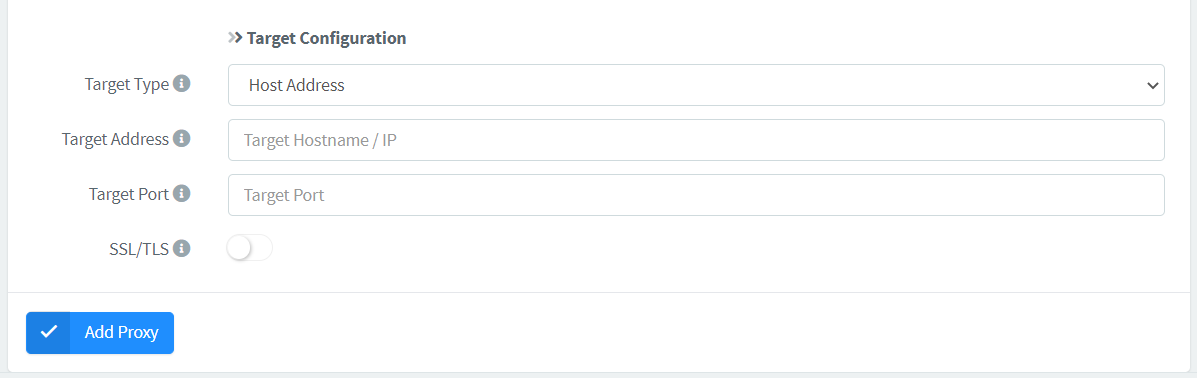 Target Configuration
Target Type
Host Address
Target Address
Target Hostname / IP
Target Port
Target Port
SSL/TLS
Add Proxy